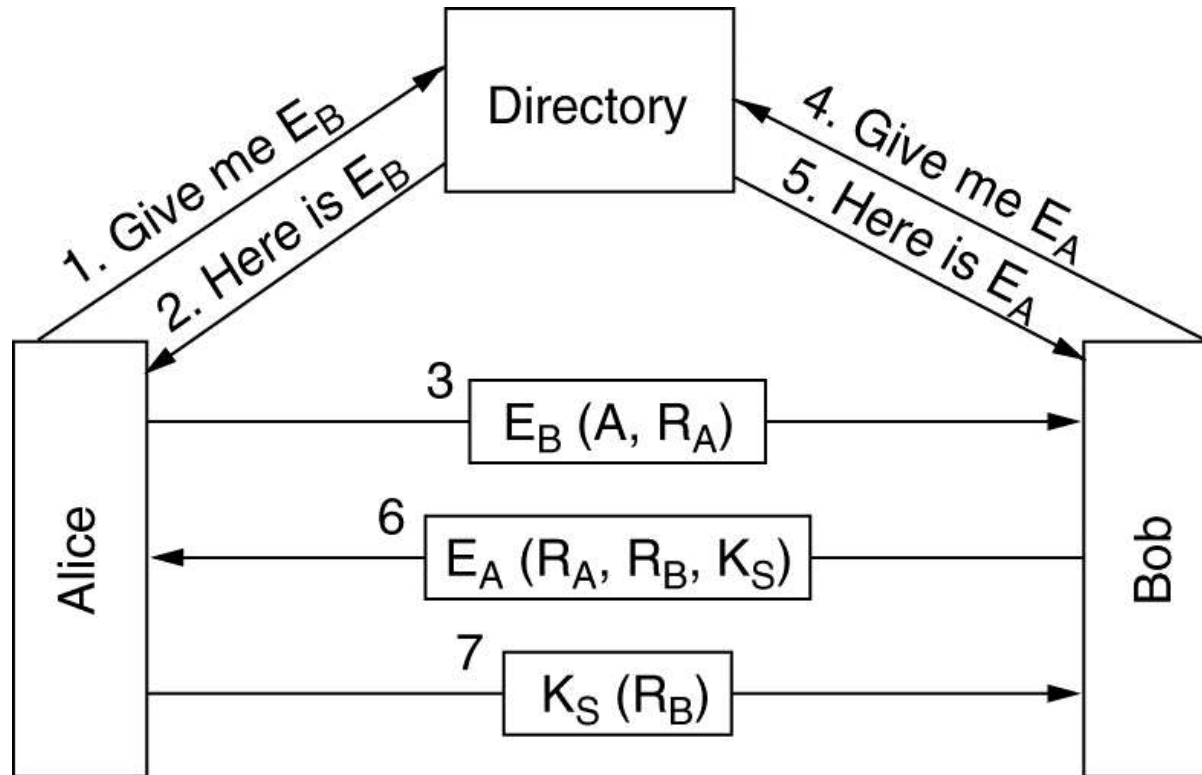 Directory
1. Give me E_B
2. Here is E_B
4. Give me E_A
5. Here is E_A
3
E_B (A, R_A)
6
E_A (R_A, R_B, K_S)
7
K_S (R_B)
Alice
Bob